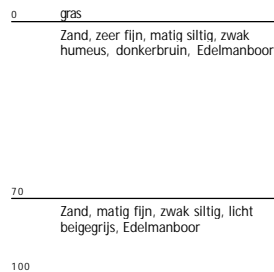 0 gras
Zand, zeer fijn, matig siltig, zwak
humeus, donkerbruin, Edelmanboor
70
Zand, matig fijn, zwak siltig, licht
beigegrijs, Edelmanboor
100